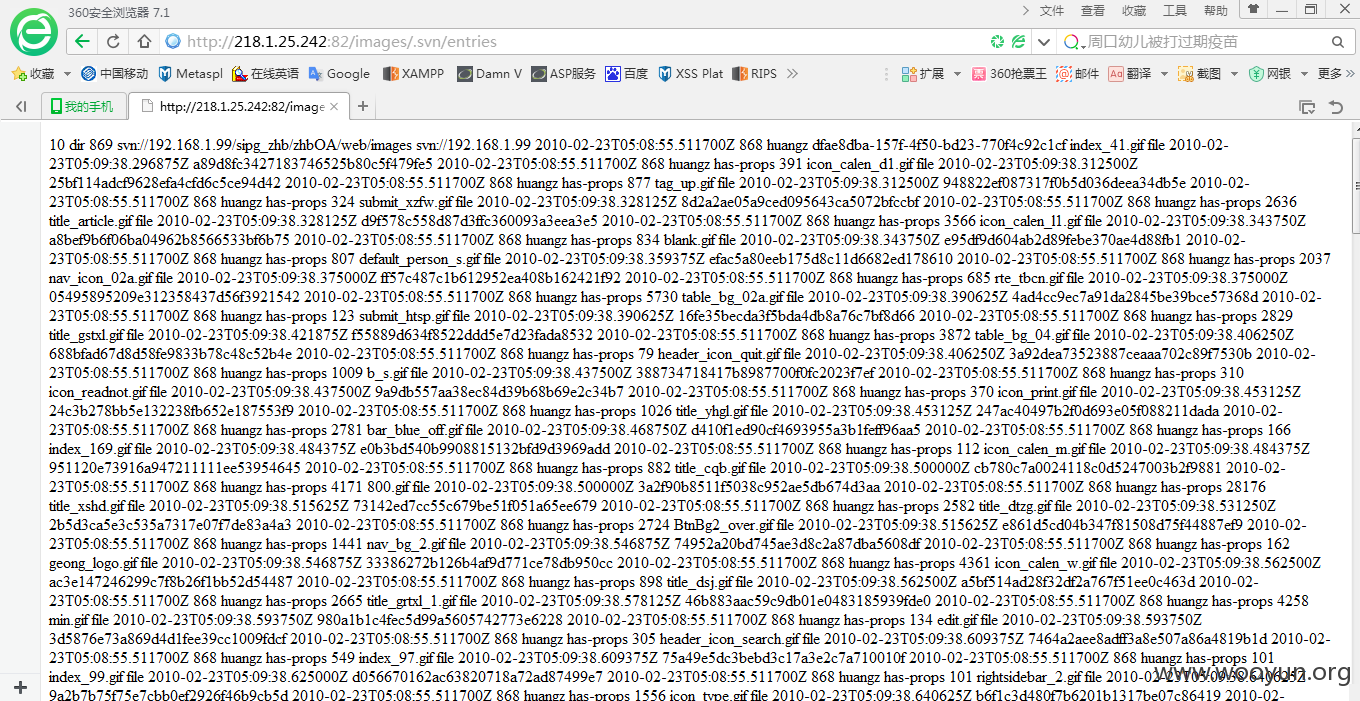 360安全浏览器 7.1
文件 查看 收藏 工具 帮助
http://218.1.25.242:82/images/.svn/entries
周口幼儿被打过期疫苗
收藏 中国移动 Metaspl 在线英语 Google XAMPP Damn V ASP服务 百度 XSS Plat RIPS » 扩展 360抢票王 邮件 翻译 截图 网银 更多 »
我的手机 http://218.1.25.242:82/image
10 dir 869 svn://192.168.1.99/sipg_zhb/zhbOA/web/images svn://192.168.1.99 2010-02-23T05:08:55.511700Z 868 huangz dfae8dba-157f-4f50-bd23-770f4c92c1cf index_41.gif file 2010-02-
23T05:09:38.296875Z a89d8fc3427183746525b80c5f479fe5 2010-02-23T05:08:55.511700Z 868 huangz has-props 391 icon_calen_d1.gif file 2010-02-23T05:09:38.312500Z
25bf114adcf9628efa4cfd6c5ce94d42 2010-02-23T05:08:55.511700Z 868 huangz has-props 877 tag_up.gif file 2010-02-23T05:09:38.312500Z 948822ef087317f0b5d036deea34db5e 2010-02-
23T05:08:55.511700Z 868 huangz has-props 324 submit_xzfw.gif file 2010-02-23T05:09:38.328125Z 8d2a2ae05a9ced095643ca5072bfccbf 2010-02-23T05:08:55.511700Z 868 huangz has-props 2636
title_article.gif file 2010-02-23T05:09:38.328125Z d9f578c558d87d3ffc360093a3eea3e5 2010-02-23T05:08:55.511700Z 868 huangz has-props 3566 icon_calen_l1.gif file 2010-02-23T05:09:38.343750Z
a8bef9b6f06ba04962b8566533bf6b75 2010-02-23T05:08:55.511700Z 868 huangz has-props 834 blank.gif file 2010-02-23T05:09:38.343750Z e95df9d604ab2d89febe370ae4d88fb1 2010-02-
23T05:08:55.511700Z 868 huangz has-props 807 default_person_s.gif file 2010-02-23T05:09:38.359375Z efac5a80eeb175d8c11d6682ed178610 2010-02-23T05:08:55.511700Z 868 huangz has-props 2037
nav_icon_02a.gif file 2010-02-23T05:09:38.375000Z ff57c487c1b612952ea408b162421f92 2010-02-23T05:08:55.511700Z 868 huangz has-props 685 rte_tbcn.gif file 2010-02-23T05:09:38.375000Z
05495895209e312358437d56f3921542 2010-02-23T05:08:55.511700Z 868 huangz has-props 5730 table_bg_02a.gif file 2010-02-23T05:09:38.390625Z 4ad4cc9ec7a91da2845be39bce57368d 2010-02-
23T05:08:55.511700Z 868 huangz has-props 123 submit_htsp.gif file 2010-02-23T05:09:38.390625Z 16fe35becda3f5bda4db8a76c7bf8d66 2010-02-23T05:08:55.511700Z 868 huangz has-props 2829
title_gstxl.gif file 2010-02-23T05:09:38.421875Z f55889d634f8522ddd5e7d23fada8532 2010-02-23T05:08:55.511700Z 868 huangz has-props 3872 table_bg_04.gif file 2010-02-23T05:09:38.406250Z
688bfad67d8d58fe9833b78c48c52b4e 2010-02-23T05:08:55.511700Z 868 huangz has-props 79 header_icon_quit.gif file 2010-02-23T05:09:38.406250Z 3a92dea73523887ceaaa702c89f7530b 2010-02-
23T05:08:55.511700Z 868 huangz has-props 1009 b_s.gif file 2010-02-23T05:09:38.437500Z 388734718417b8987700f0fc2023f7ef 2010-02-23T05:08:55.511700Z 868 huangz has-props 310
icon_readnot.gif file 2010-02-23T05:09:38.437500Z 9a9db557aa38ec84d39b68b69e2c34b7 2010-02-23T05:08:55.511700Z 868 huangz has-props 370 icon_print.gif file 2010-02-23T05:09:38.453125Z
24c3b278bb5e132238fb652e187553f9 2010-02-23T05:08:55.511700Z 868 huangz has-props 1026 title_yhgl.gif file 2010-02-23T05:09:38.453125Z 247ac40497b2f0d693e05f088211dada 2010-02-
23T05:08:55.511700Z 868 huangz has-props 2781 bar_blue_off.gif file 2010-02-23T05:09:38.468750Z d410f1ed90cf4693955a3b1feff96aa5 2010-02-23T05:08:55.511700Z 868 huangz has-props 166
index_169.gif file 2010-02-23T05:09:38.484375Z e0b3bd540b9908815132bfd9d3969add 2010-02-23T05:08:55.511700Z 868 huangz has-props 112 icon_calen_m.gif file 2010-02-23T05:09:38.484375Z
951120e73916a947211111ee53954645 2010-02-23T05:08:55.511700Z 868 huangz has-props 882 title_cqb.gif file 2010-02-23T05:09:38.500000Z cb780c7a0024118c0d5247003b2f9881 2010-02-
23T05:08:55.511700Z 868 huangz has-props 4171 800.gif file 2010-02-23T05:09:38.500000Z 3a2f90b8511f5038c952ae5db674d3aa 2010-02-23T05:08:55.511700Z 868 huangz has-props 28176
title_xshd.gif file 2010-02-23T05:09:38.515625Z 73142ed7cc55c679be51f051a65ee679 2010-02-23T05:08:55.511700Z 868 huangz has-props 2582 title_dtzg.gif file 2010-02-23T05:09:38.531250Z
2b5d3ca5e3c535a7317e07f7de83a4a3 2010-02-23T05:08:55.511700Z 868 huangz has-props 2724 BtnBg2_over.gif file 2010-02-23T05:09:38.515625Z e861d5cd04b347f81508d75f44887ef9 2010-02-
23T05:08:55.511700Z 868 huangz has-props 1441 nav_bg_2.gif file 2010-02-23T05:09:38.546875Z 74952a20bd745ae3d8c2a87dba5608df 2010-02-23T05:08:55.511700Z 868 huangz has-props 162
geong_logo.gif file 2010-02-23T05:09:38.546875Z 33386272b126b4af9d771ce78db950cc 2010-02-23T05:08:55.511700Z 868 huangz has-props 4361 icon_calen_w.gif file 2010-02-23T05:09:38.562500Z
ac3e147246299c7f8b26f1bb52d54487 2010-02-23T05:08:55.511700Z 868 huangz has-props 898 title_dsj.gif file 2010-02-23T05:09:38.562500Z a5bf514ad28f32df2a767f51ee0c463d 2010-02-
23T05:08:55.511700Z 868 huangz has-props 2665 title_grtxl_1.gif file 2010-02-23T05:09:38.578125Z 46b883aac59c9db01e0483185939fde0 2010-02-23T05:08:55.511700Z 868 huangz has-props 4258
min.gif file 2010-02-23T05:09:38.593750Z 980a1b1c4fec5d99a5605742773e6228 2010-02-23T05:08:55.511700Z 868 huangz has-props 134 edit.gif file 2010-02-23T05:09:38.593750Z
3d5876e73a869d4d1fee39cc1009fdcf 2010-02-23T05:08:55.511700Z 868 huangz has-props 305 header_icon_search.gif file 2010-02-23T05:09:38.609375Z 7464a2aee8adff3a8e507a86a4819b1d 2010-02-
23T05:08:55.511700Z 868 huangz has-props 549 index_97.gif file 2010-02-23T05:09:38.609375Z 75a49e5dc3bebd3c17a3e2c7a710010f 2010-02-23T05:08:55.511700Z 868 huangz has-props 101
index_99.gif file 2010-02-23T05:09:38.625000Z d056670162ac63820718a72ad87499e7 2010-02-23T05:08:55.511700Z 868 huangz has-props 101 rightsidebar_2.gif file 2010-02-23T05:09:38.640625Z
9a2b7b75f75e7cbb0ef2926f46b9cb5d 2010-02-23T05:08:55.511700Z 868 huangz has-props 1556 icon_type.gif file 2010-02-23T05:09:38.640625Z b6f1c3d480f7b6201b1317be07c86419 2010-02-
www.wooyun.org